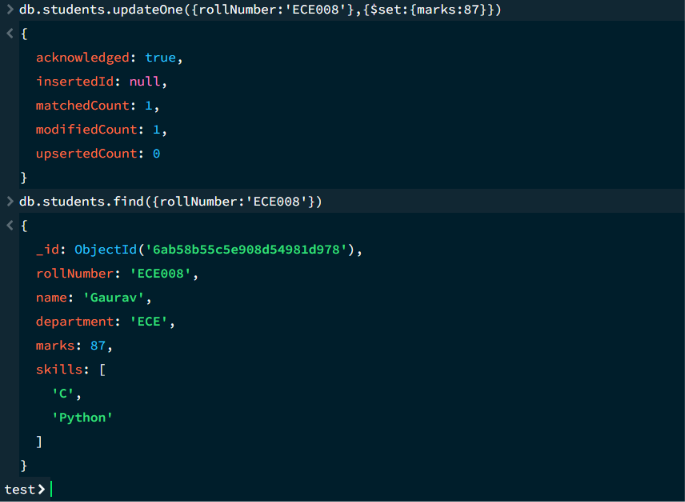 > db.students.updateOne({rollNumber:'ECE008'},{$set:{marks:87}})
< {
acknowledged: true,
insertedId: null,
matchedCount: 1,
modifiedCount: 1,
upsertedCount: 0
}
> db.students.find({rollNumber:'ECE008'})
< {
_id: ObjectId('6ab58b55c5e908d54981d978'),
rollNumber: 'ECE008',
name: 'Gaurav',
department: 'ECE',
marks: 87,
skills: [
'C',
'Python'
]
}
test>